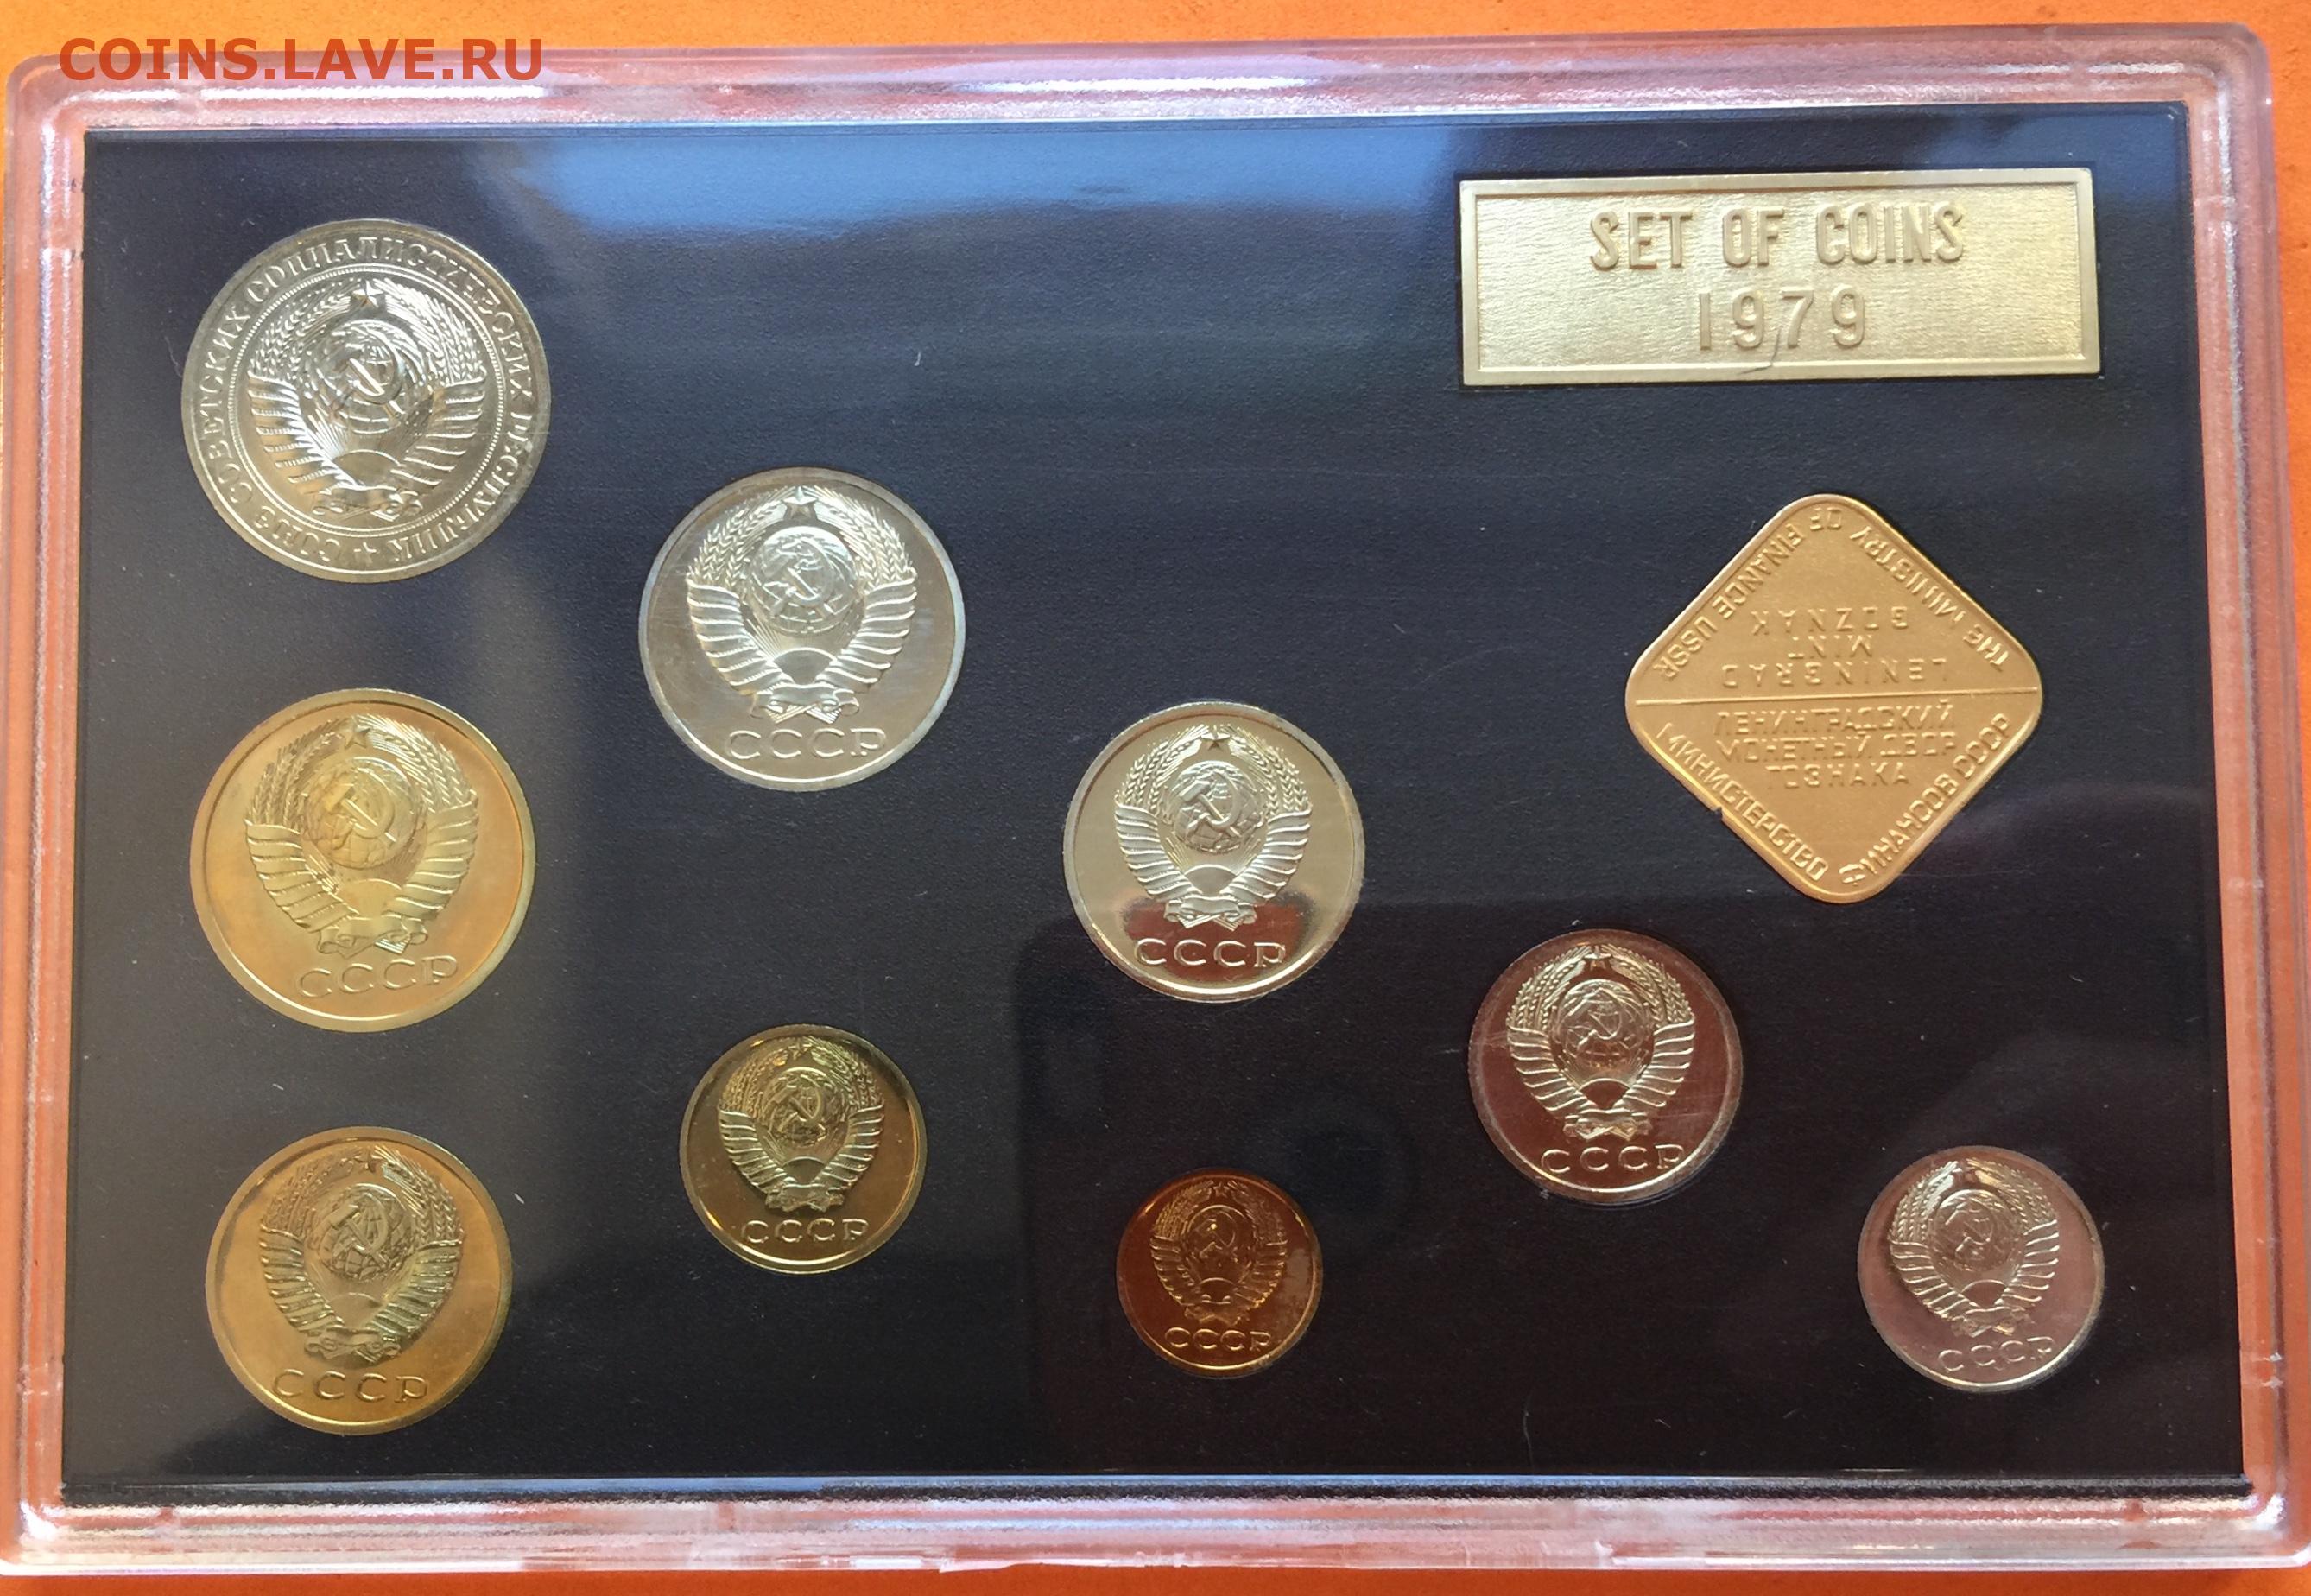 COINS.LAVE.RU
SET OF COINS
1979
СОЮЗ СОВЕТСКИХ СОЦИАЛИСТИЧЕСКИХ РЕСПУБЛИК
СССР
THE MINISTRY OF FINANCE USSR
LENINGRAD
MINT
GOZNAK
ЛЕНИНГРАДСКИЙ
МОНЕТНЫЙ ДВОР
ГОЗНАКА
МИНИСТЕРСТВО ФИНАНСОВ СССР
СССР
СССР
СССР
СССР
СССР
СССР
СССР
СССР